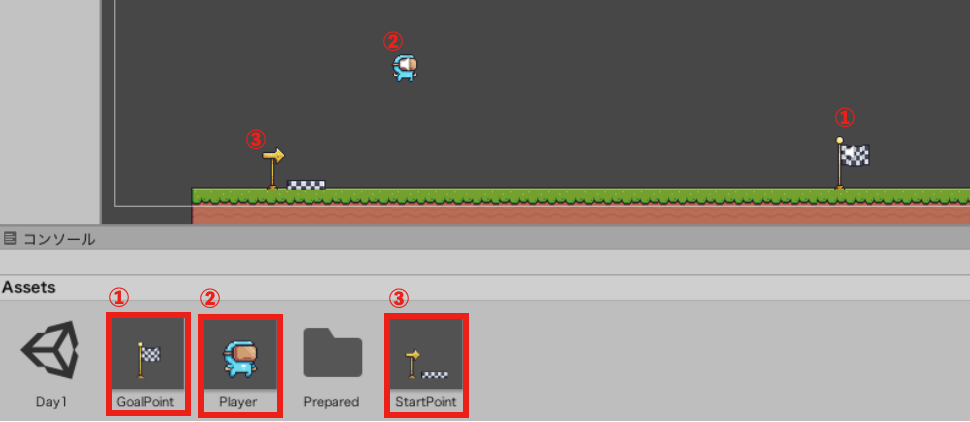 ②
①
③
コンソール
Assets
① ② ③
Day1 GoalPoint Player Prepared StartPoint